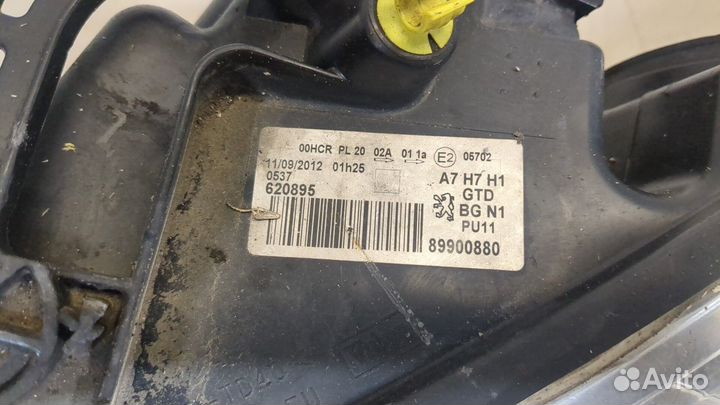 00HCR PL 20 02A 01 1a E2 05702
11/09/2012 01h25
0537
620895
A7 H7 H1
GTD
BG N1
PU11
89900880
Avito